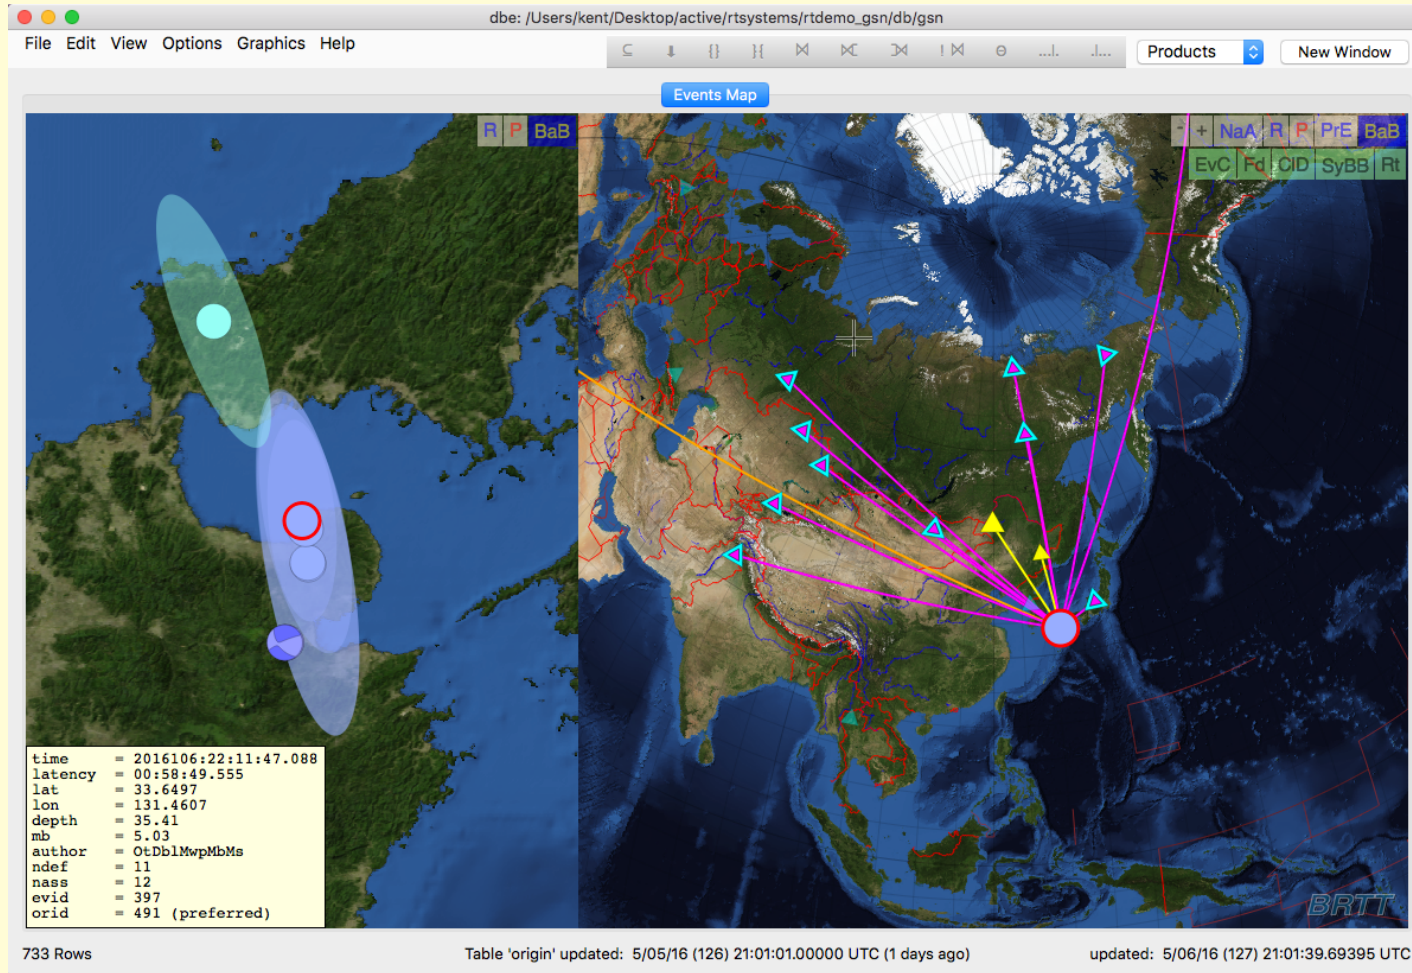 dbe: /Users/kent/Desktop/active/rtsystems/rtdemo_gsn/db/gsn
File Edit View Options Graphics Help
Products New Window
Events Map
R P BaB
- + NaA R P PrE BaB
EvC Fd CID SyBB Rt
time = 2016106:22:11:47.088
latency = 00:58:49.555
lat = 33.6497
lon = 131.4607
depth = 35.41
mb = 5.03
author = OtDblMwpMbMs
ndef = 11
nass = 12
evid = 397
orid = 491 (preferred)
BRTT
733 Rows Table 'origin' updated: 5/05/16 (126) 21:01:01.00000 UTC (1 days ago) updated: 5/06/16 (127) 21:01:39.69395 UTC